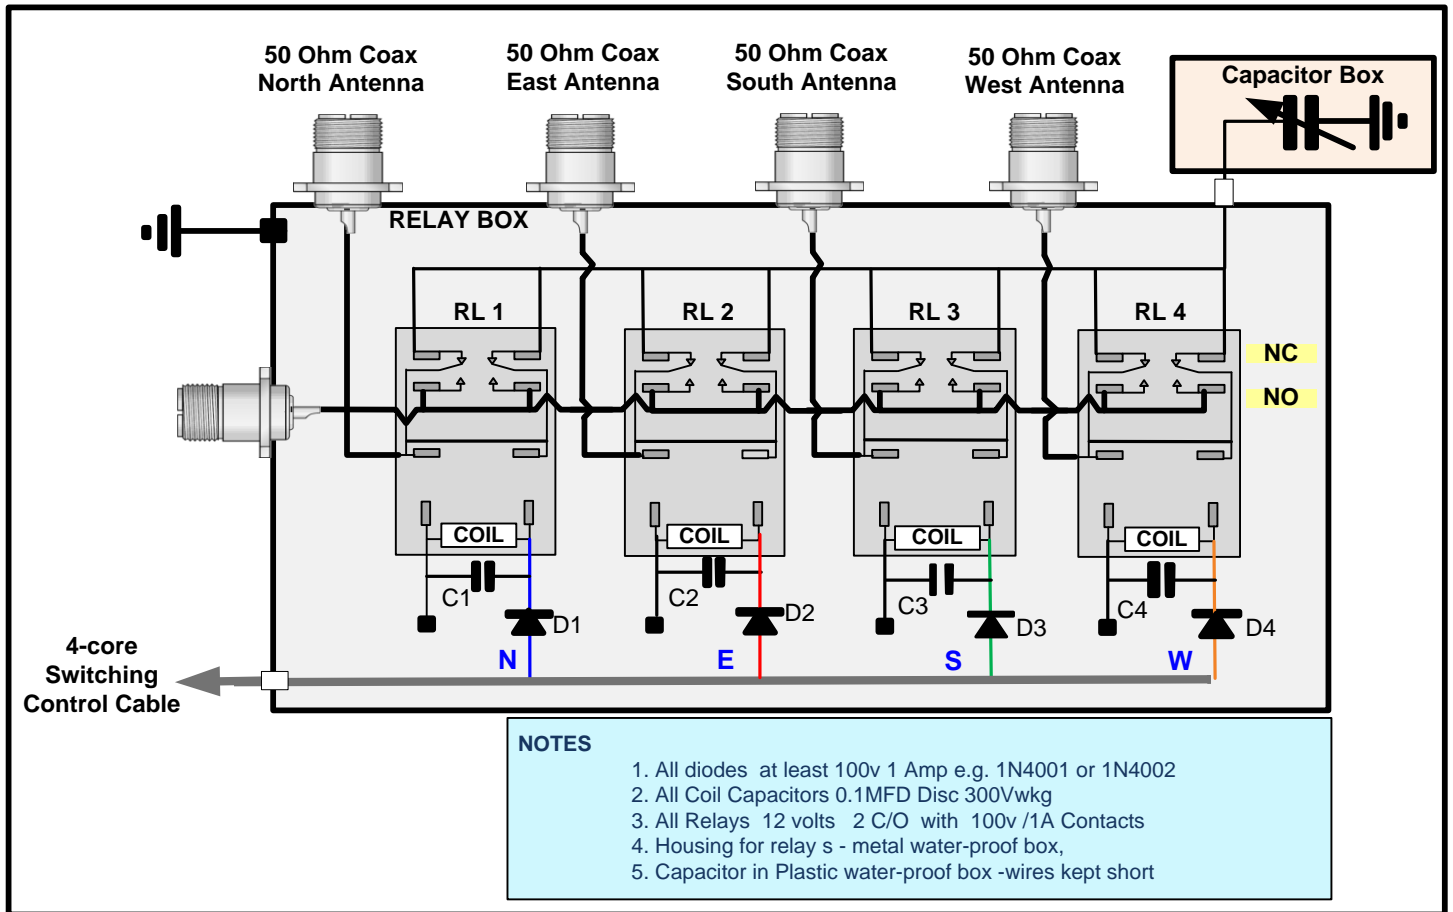 50 Ohm Coax
North Antenna
50 Ohm Coax
East Antenna
50 Ohm Coax
South Antenna
50 Ohm Coax
West Antenna
Capacitor Box
RELAY BOX
RL 1
RL 2
RL 3
RL 4
NC
NO
COIL
COIL
COIL
COIL
C1
C2
C3
C4
D1
D2
D3
D4
N
E
S
W
4-core
Switching
Control Cable
NOTES
1. All diodes at least 100v 1 Amp e.g. 1N4001 or 1N4002
2. All Coil Capacitors 0.1MFD Disc 300Vwkg
3. All Relays 12 volts 2 C/O with 100v /1A Contacts
4. Housing for relay s - metal water-proof box,
5. Capacitor in Plastic water-proof box -wires kept short